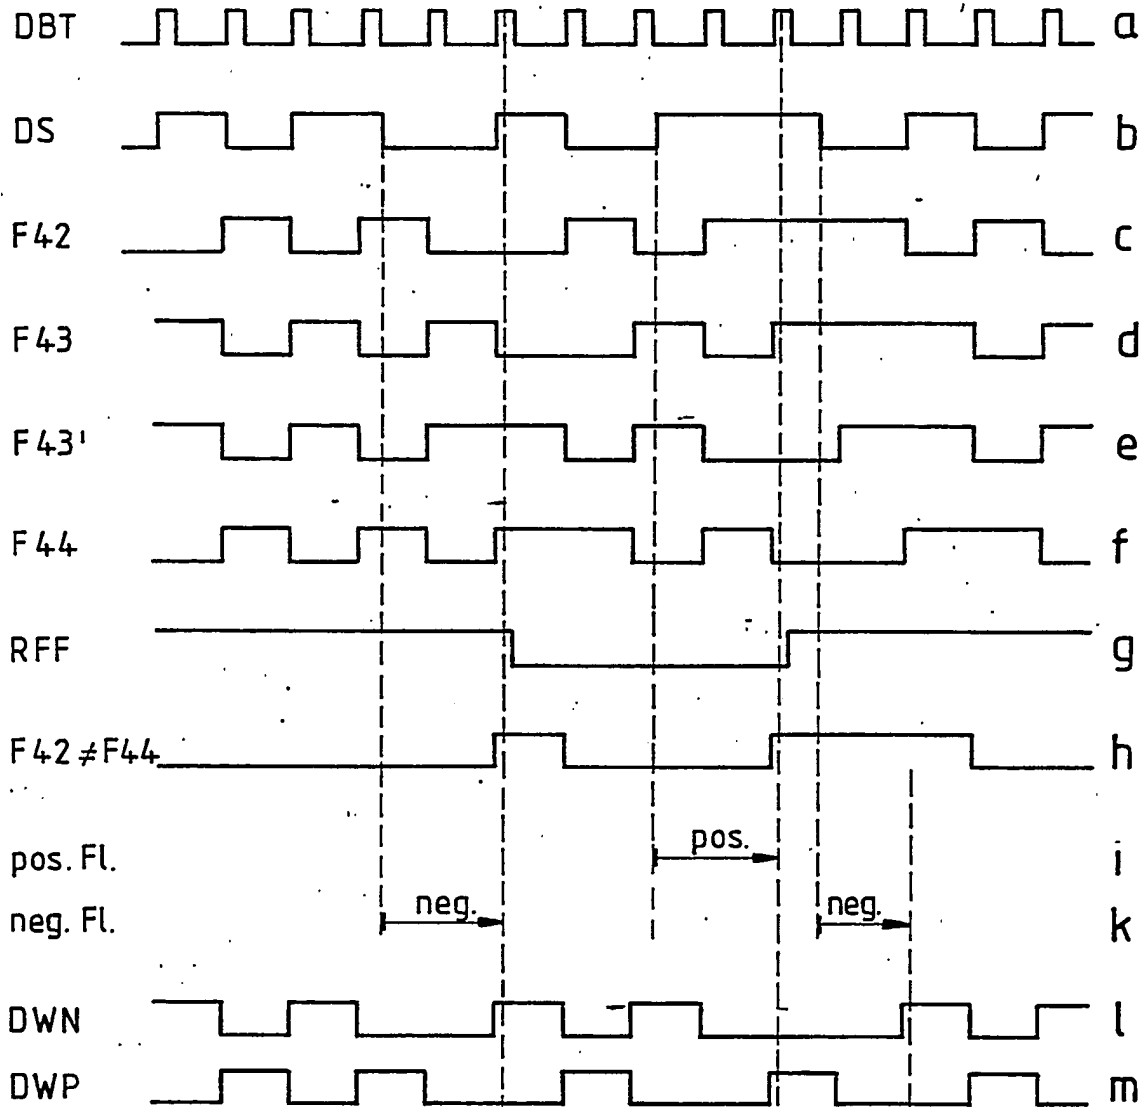 DBT a
DS b
F42 c
F43 d
F43' e
F44 f
RFF g
F42≠F44 h
pos. Fl. pos. i
neg. Fl. neg. neg. k
DWN l
DWP m